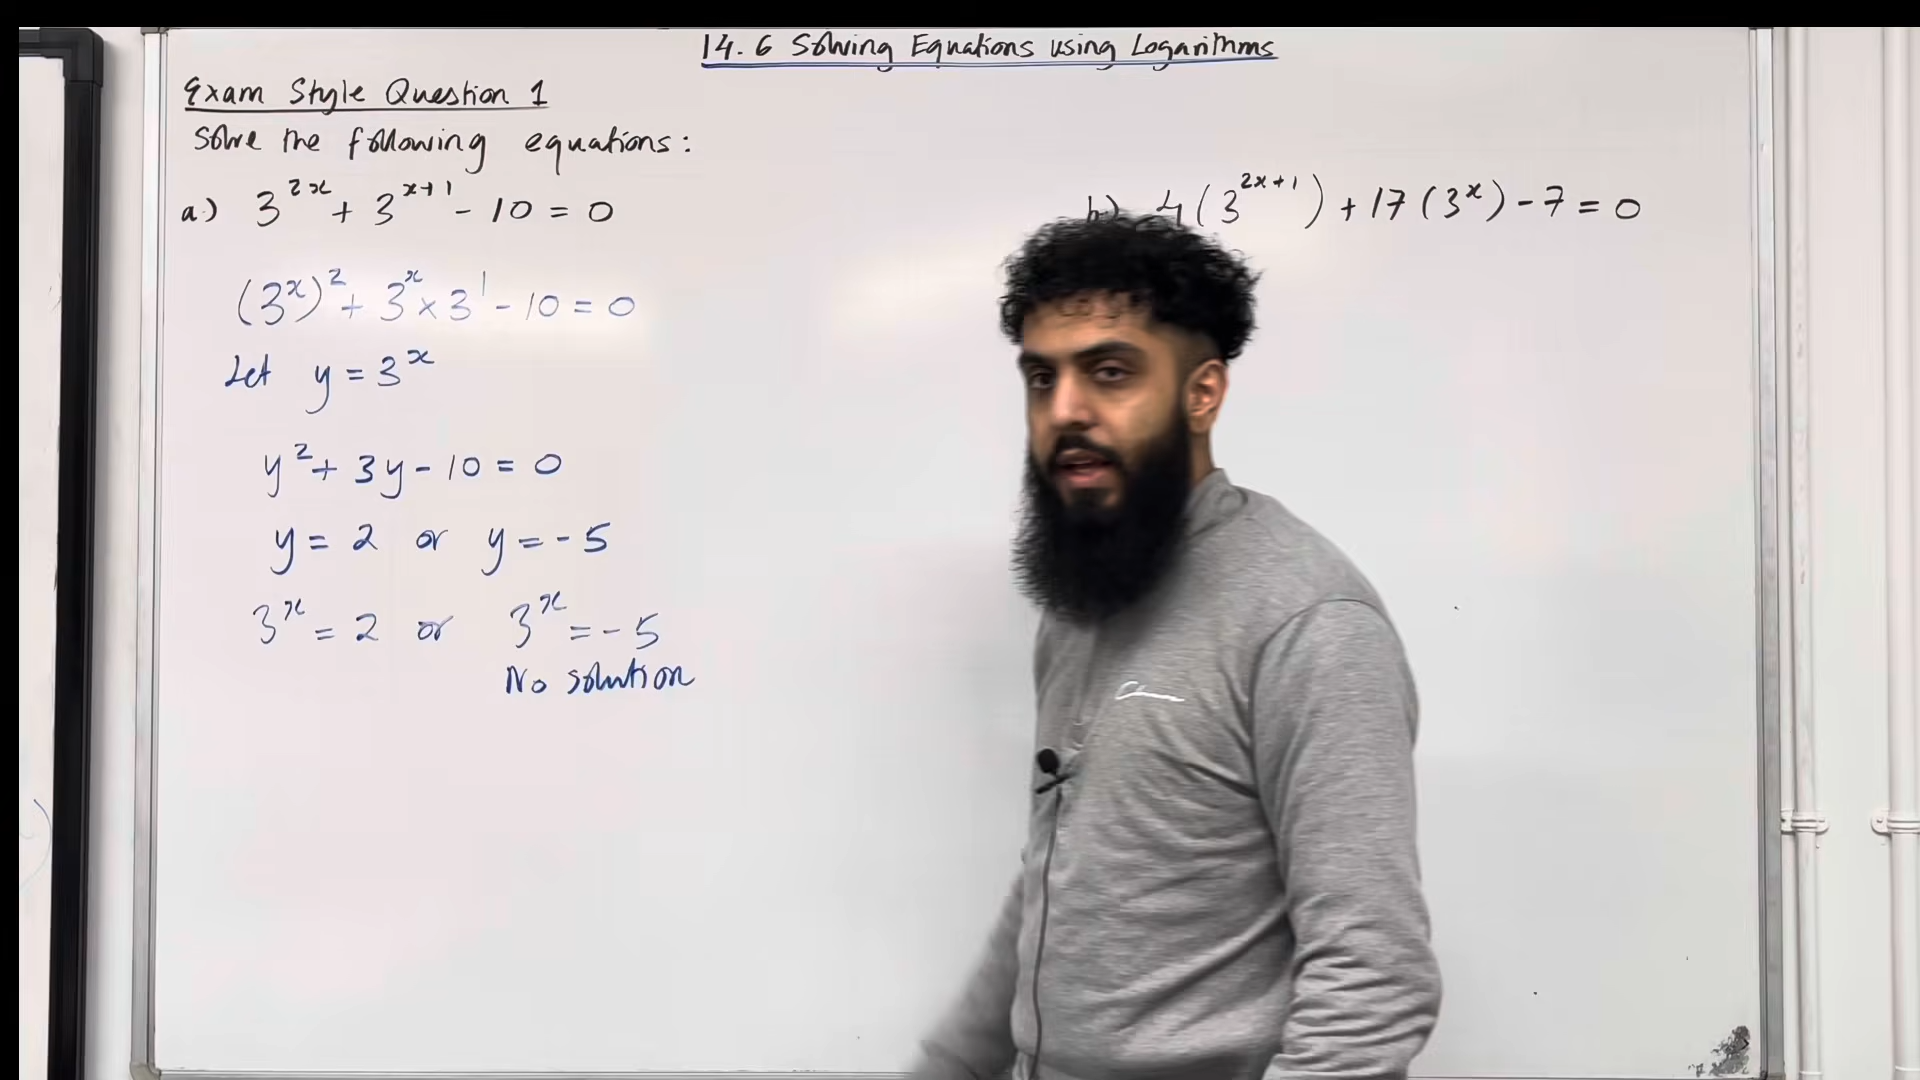 14.6 Solving Equations using Logarithms
Exam Style Question 1
Solve the following equations:
a.) 3^{2x} + 3^{x+1} - 10 = 0
(3^x)^2 + 3^x × 3^1 - 10 = 0
Let y = 3^x
y^2 + 3y - 10 = 0
y = 2 or y = -5
3^x = 2 or 3^x = -5
No solution
b) 4(3^{2x+1}) + 17(3^x) - 7 = 0